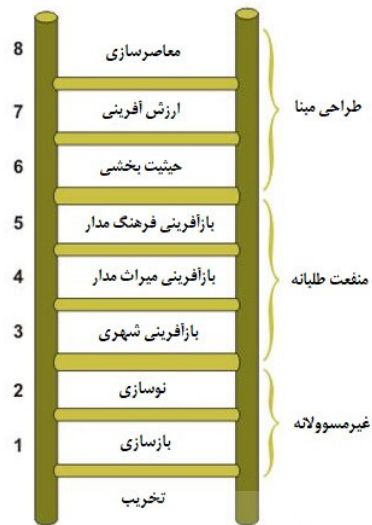 8
معاصرسازی
7
ارزش آفرینی
طراحی مبنا
6
حیثیت بخشی
5
بازآفرینی فرهنگ مدار
4
بازآفرینی میراث مدار
منفعت طلبانه
3
بازآفرینی شهری
2
نوسازی
غیرمسوولانه
1
بازسازی
تخریب